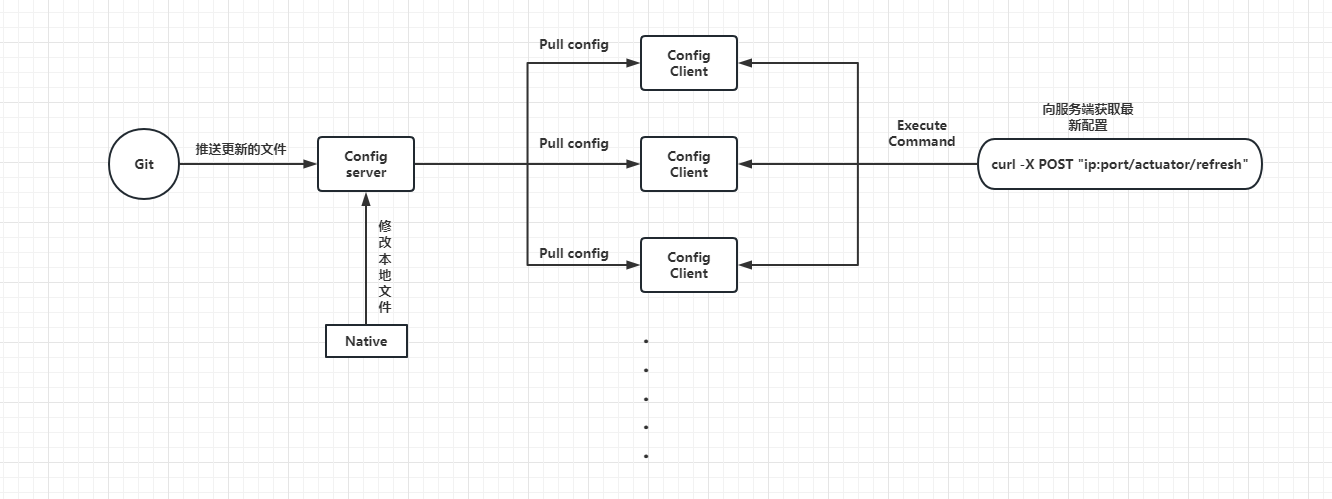 Pull config
Config
Client
向服务端获取最
新配置
Execute
Command
Git
推送更新的文件
Config
server
Pull config
Config
Client
curl -X POST "ip:port/actuator/refresh"
修
改
本
地
文
件
Pull config
Config
Client
Native